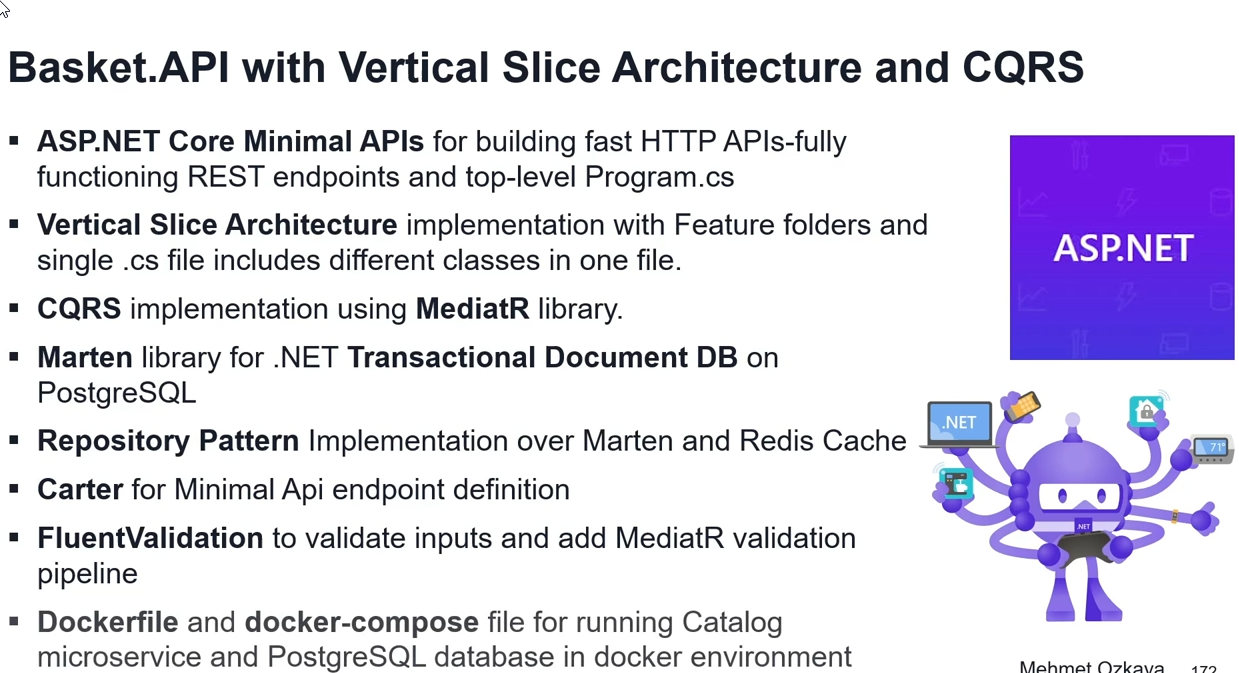 Basket.API with Vertical Slice Architecture and CQRS
▪ ASP.NET Core Minimal APIs for building fast HTTP APIs-fully
functioning REST endpoints and top-level Program.cs
▪ Vertical Slice Architecture implementation with Feature folders and
single .cs file includes different classes in one file.
▪ CQRS implementation using MediatR library.
▪ Marten library for .NET Transactional Document DB on
PostgreSQL
▪ Repository Pattern Implementation over Marten and Redis Cache
▪ Carter for Minimal Api endpoint definition
▪ FluentValidation to validate inputs and add MediatR validation
pipeline
▪ Dockerfile and docker-compose file for running Catalog
microservice and PostgreSQL database in docker environment
ASP.NET
.NET
71°
.NET
Mehmet Ozkaya 172